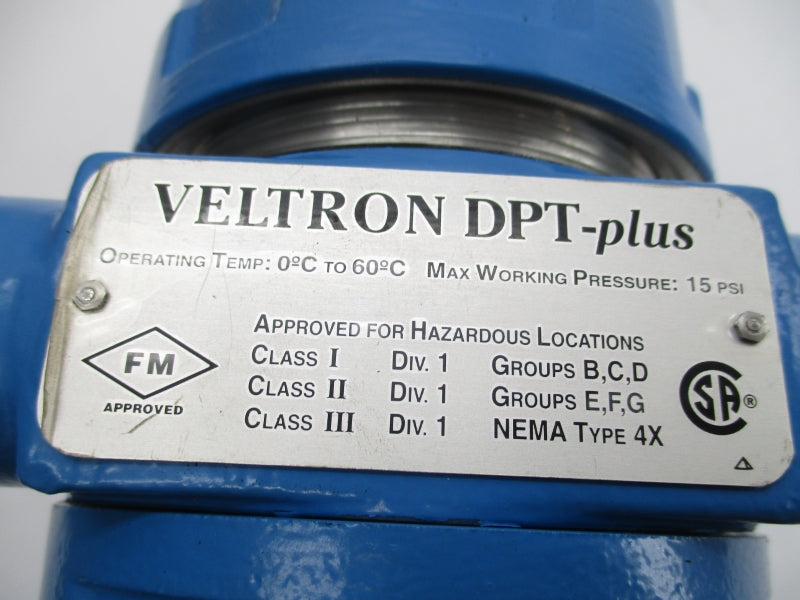 VELTRON DPT-plus
OPERATING TEMP: 0ºC TO 60ºC MAX WORKING PRESSURE: 15 PSI
APPROVED FOR HAZARDOUS LOCATIONS
CLASS I DIV. 1 GROUPS B,C,D
CLASS II DIV. 1 GROUPS E,F,G
CLASS III DIV. 1 NEMA TYPE 4X
FM
APPROVED
CSA®